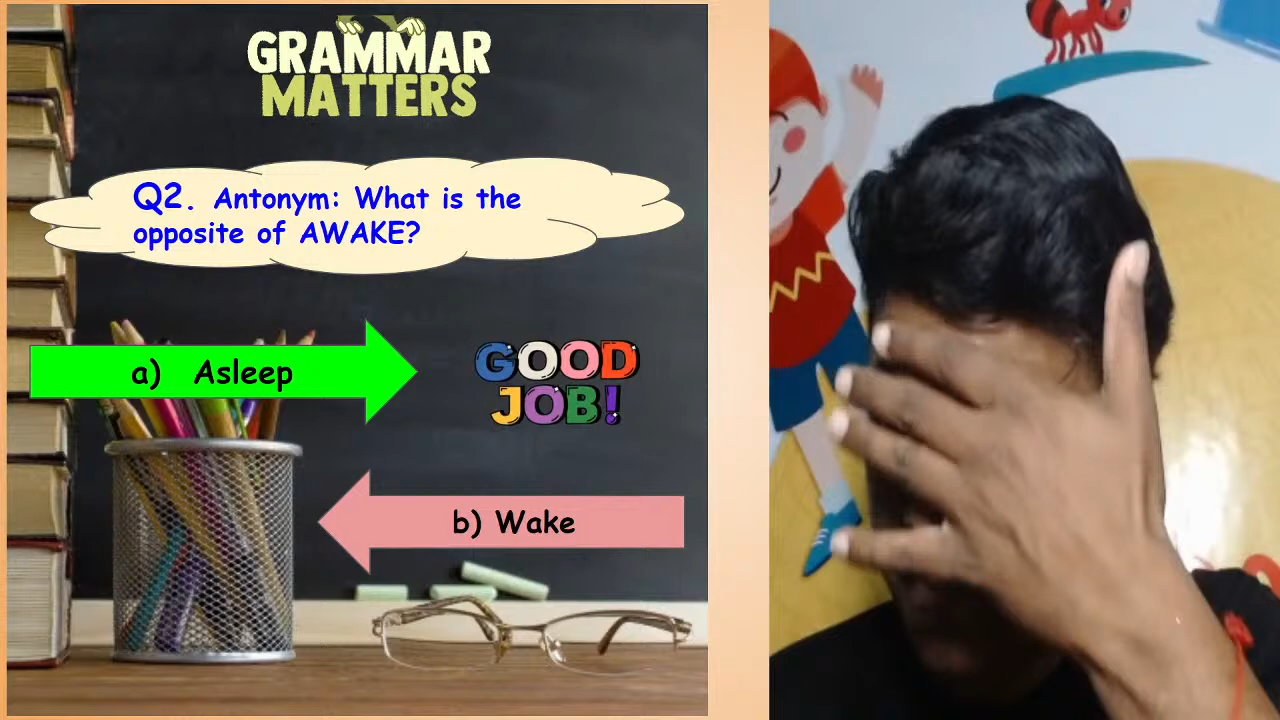 GRAMMAR
MATTERS
Q2. Antonym: What is the
opposite of AWAKE?
a) Asleep
GOOD
JOB!
b) Wake